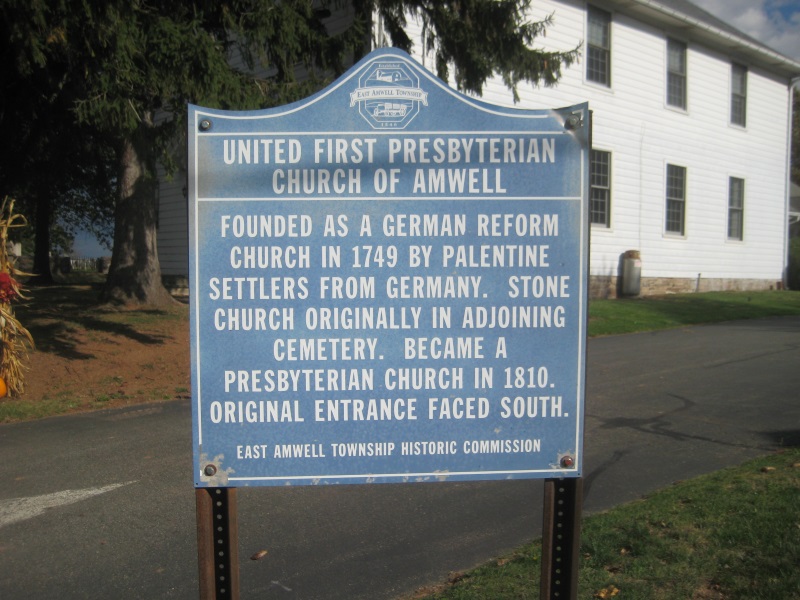 Established
EAST AMWELL TOWNSHIP
UNITED FIRST PRESBYTERIAN
CHURCH OF AMWELL
FOUNDED AS A GERMAN REFORM
CHURCH IN 1749 BY PALENTINE
SETTLERS FROM GERMANY. STONE
CHURCH ORIGINALLY IN ADJOINING
CEMETERY. BECAME A
PRESBYTERIAN CHURCH IN 1810.
ORIGINAL ENTRANCE FACED SOUTH.
EAST AMWELL TOWNSHIP HISTORIC COMMISSION